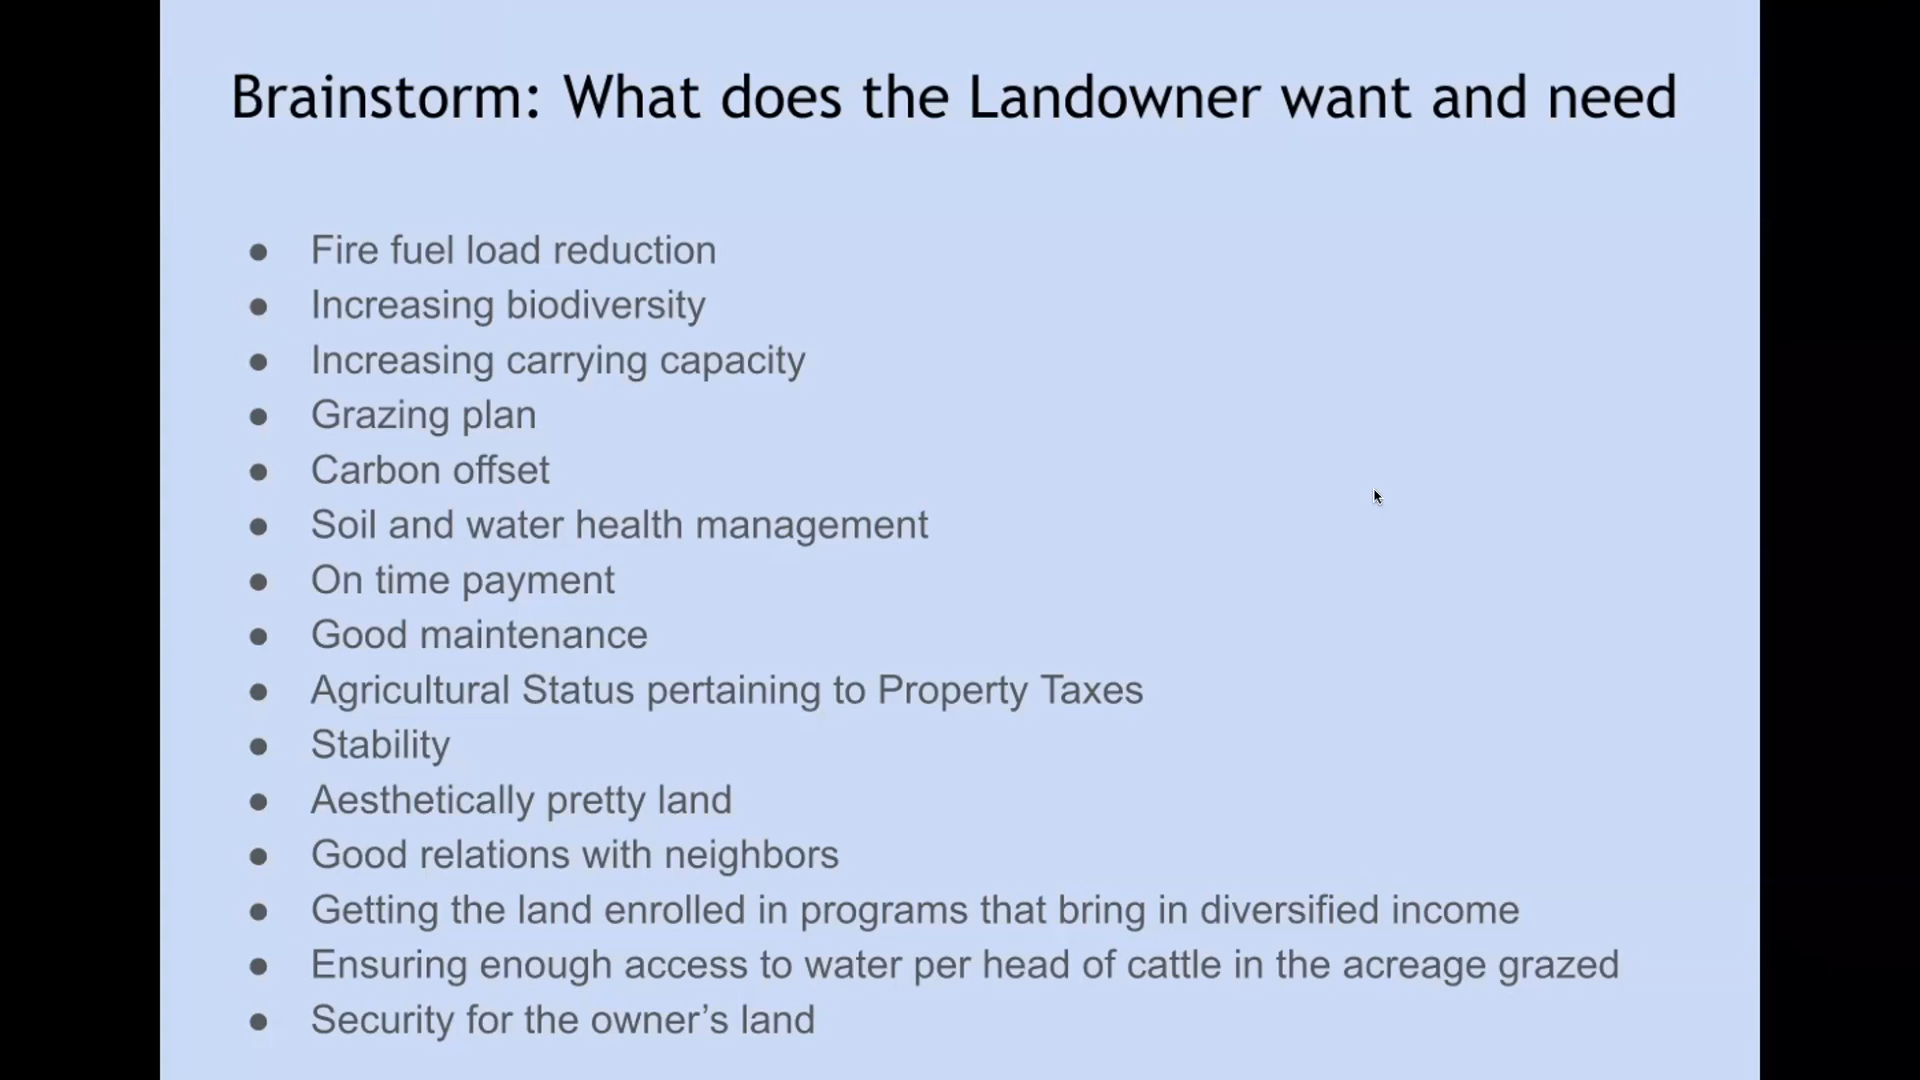 Brainstorm: What does the Landowner want and need
● Fire fuel load reduction
● Increasing biodiversity
● Increasing carrying capacity
● Grazing plan
● Carbon offset
● Soil and water health management
● On time payment
● Good maintenance
● Agricultural Status pertaining to Property Taxes
● Stability
● Aesthetically pretty land
● Good relations with neighbors
● Getting the land enrolled in programs that bring in diversified income
● Ensuring enough access to water per head of cattle in the acreage grazed
● Security for the owner’s land